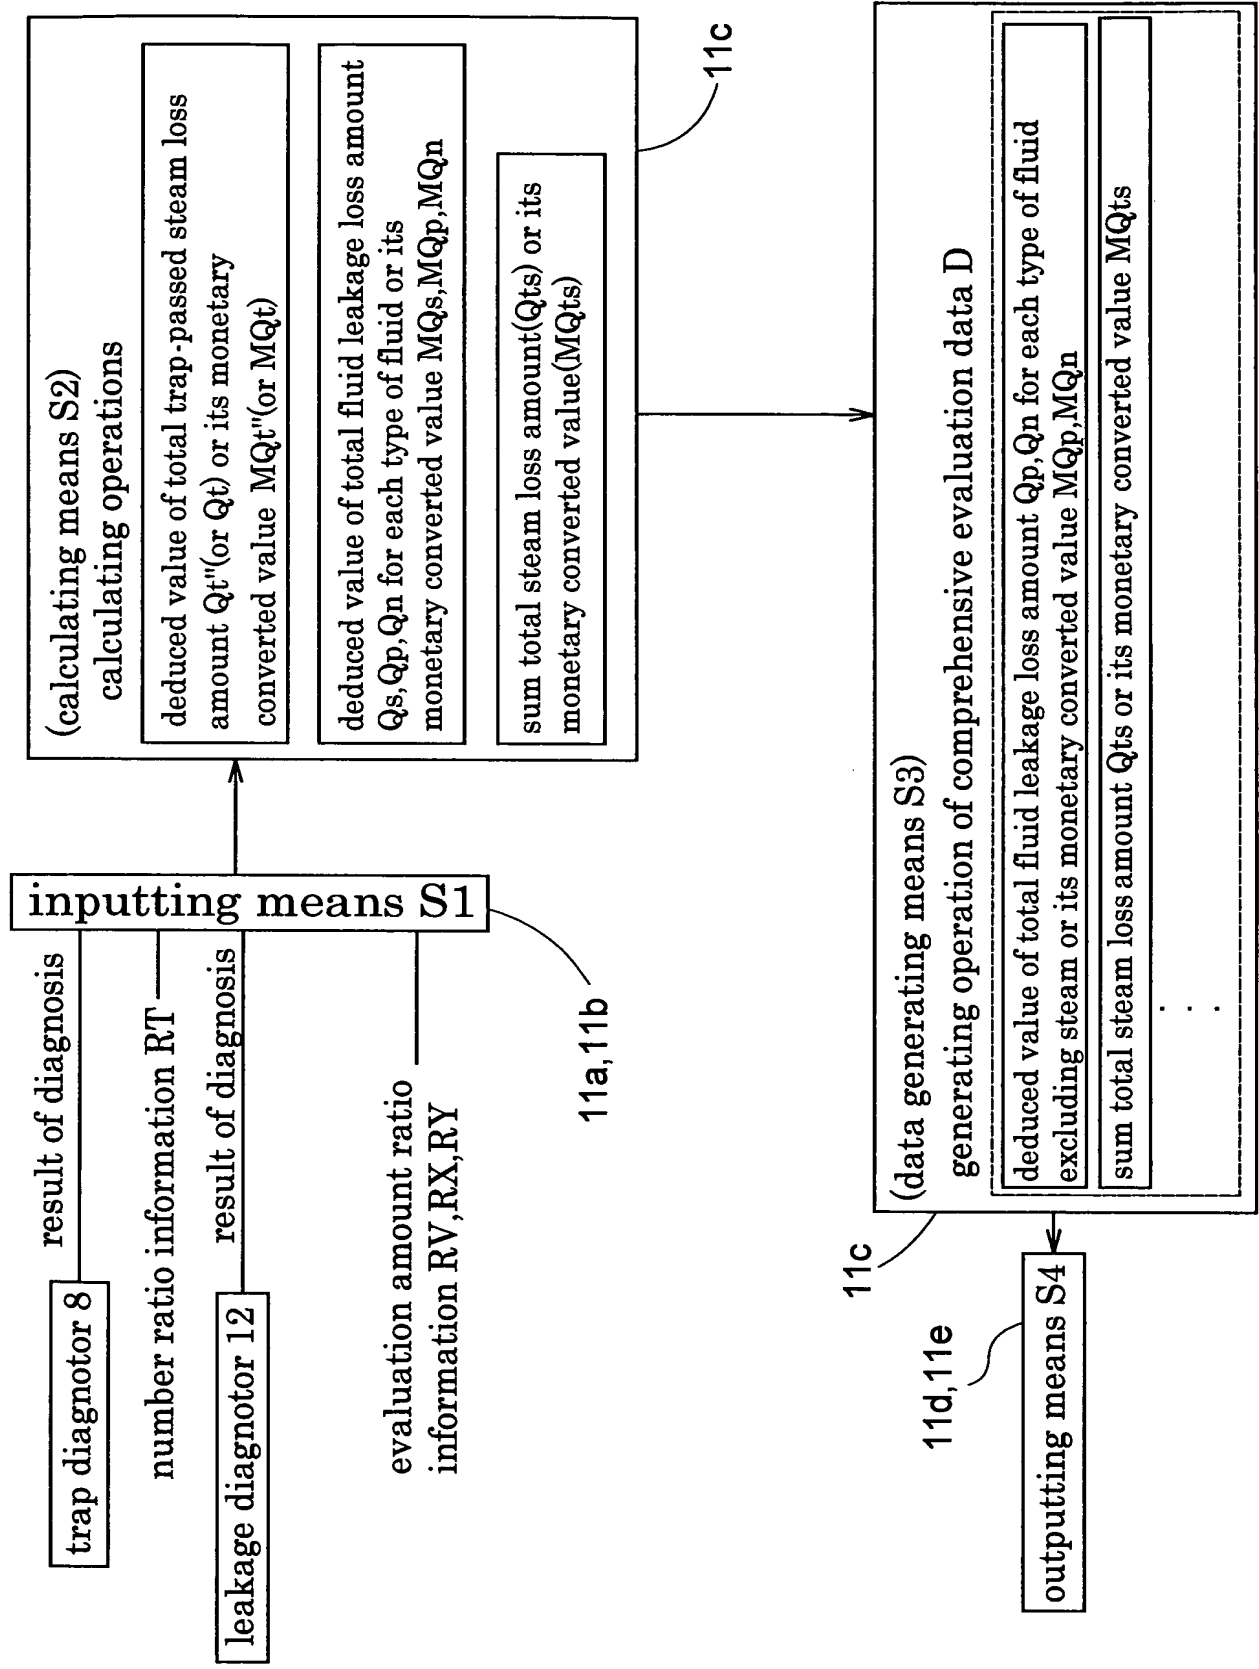 trap diagnotor 8
result of diagnosis
number ratio information RT
leakage diagnotor 12
result of diagnosis
evaluation amount ratio
information RV,RX,RY
inputting means S1
11a,11b
(calculating means S2)
calculating operations
deduced value of total trap-passed steam loss
amount Qt"(or Qt) or its monetary
converted value MQt"(or MQt)
deduced value of total fluid leakage loss amount
Qs,Qp,Qn for each type of fluid or its
monetary converted value MQs,MQp,MQn
sum total steam loss amount(Qts) or its
monetary converted value(MQts)
11c
(data generating means S3)
generating operation of comprehensive evaluation data D
deduced value of total fluid leakage loss amount Qp,Qn for each type of fluid
excluding steam or its monetary converted value MQp,MQn
sum total steam loss amount Qts or its monetary converted value MQts
. . .
11c
outputting means S4
11d,11e